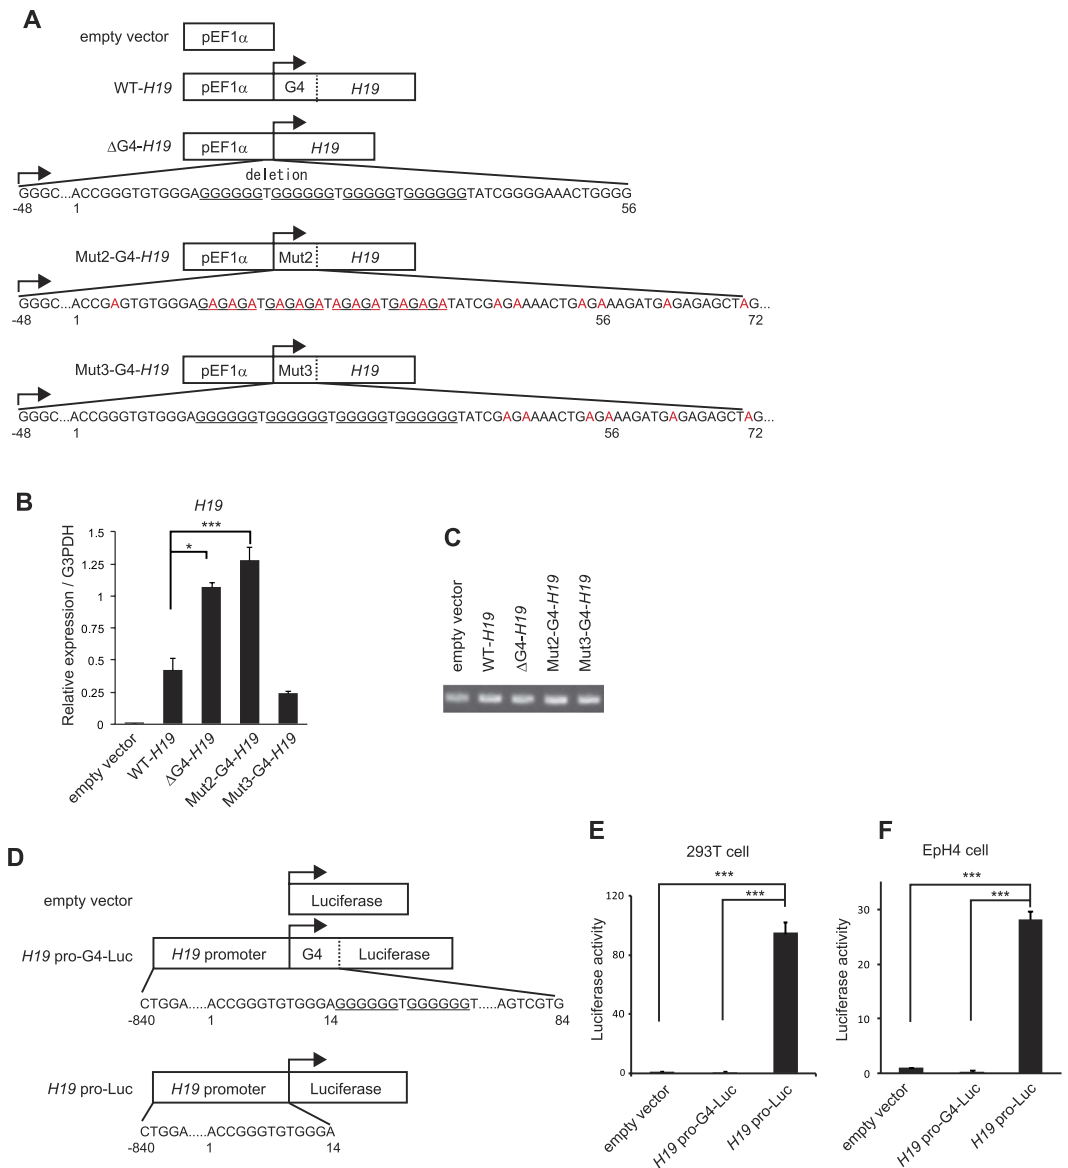 A
empty vector
pEF1α
WT-H19
pEF1α G4 H19
ΔG4-H19
pEF1α H19
deletion
GGGC...ACCGGGTGTGGGAGGGGGGTGGGGGGTGGGGGTGGGGGGTATCGGGGAAACTGGGG
-48 1 56
Mut2-G4-H19
pEF1α Mut2 H19
GGGC...ACCGAGTGTGGGAGAGAGATGAGAGATAGAGATGAGAGATATCGAGAAAACTGAGAAAGATGAGAGAGCTAG...
-48 1 56 72
Mut3-G4-H19
pEF1α Mut3 H19
GGGC...ACCGGGTGTGGGAGGGGGGTGGGGGGTGGGGGTGGGGGGTATCGAGAAAACTGAGAAAGATGAGAGAGCTAG...
-48 1 56 72
B
H19
Relative expression / G3PDH
1.5
1.25
1
0.75
0.5
0.25
0
***
*
empty vector
WT-H19
ΔG4-H19
Mut2-G4-H19
Mut3-G4-H19
C
empty vector
WT-H19
ΔG4-H19
Mut2-G4-H19
Mut3-G4-H19
D
empty vector
Luciferase
H19 pro-G4-Luc
H19 promoter G4 Luciferase
CTGGA.....ACCGGGTGTGGGAGGGGGGTGGGGGGT.....AGTCGTG
-840 1 14 84
H19 pro-Luc
H19 promoter Luciferase
CTGGA.....ACCGGGTGTGGGA
-840 1 14
E
293T cell
Luciferase activity
120
80
40
0
***
***
empty vector
H19 pro-G4-Luc
H19 pro-Luc
F
EpH4 cell
Luciferase activity
30
20
10
0
***
***
empty vector
H19 pro-G4-Luc
H19 pro-Luc